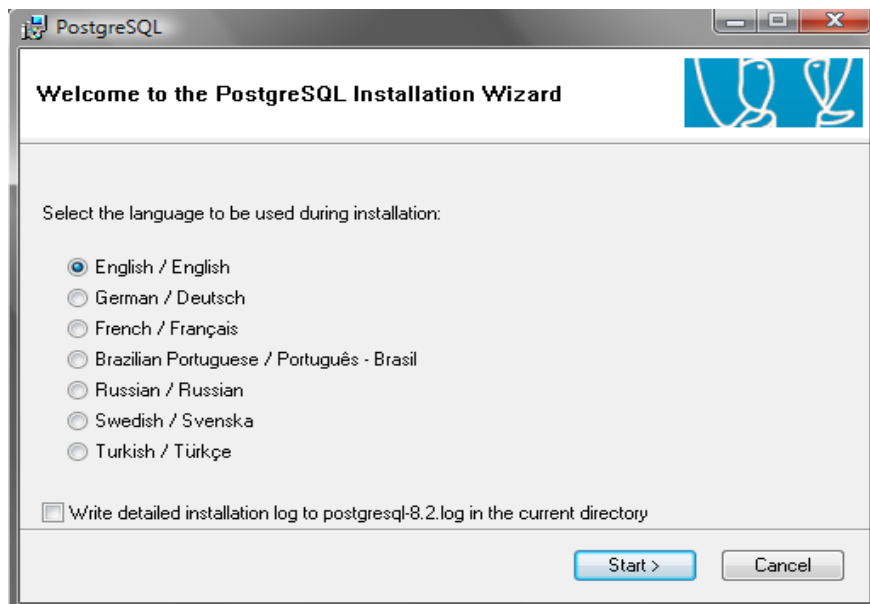 PostgreSQL
Welcome to the PostgreSQL Installation Wizard
Select the language to be used during installation:
English / English
German / Deutsch
French / Français
Brazilian Portuguese / Português - Brasil
Russian / Russian
Swedish / Svenska
Turkish / Türkçe
Write detailed installation log to postgresql-8.2.log in the current directory
Start > Cancel